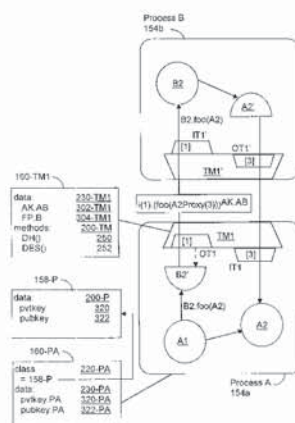 Process B
154b
B2
A2'
B2.foo(A2)
IT1'
[1]
OT1'
[3]
TM1'
160-TM1
data: 230-TM1
AK.AB 302-TM1
FP.B 304-TM1
methods: 200-TM
DH() 250
DES() 252
{(1).(foo(A2Proxy(3))}AK.AB
TM1
[1]
OT1
[3]
IT1
B2'
158-P
data: 200-P
pvtkey 320
pubkey 322
B2.foo(A2)
A2
A1
160-PA
class 220-PA
= 158-P
data: 230-PA
pvtkey.PA 320-PA
pubkey.PA 322-PA
Process A
154a